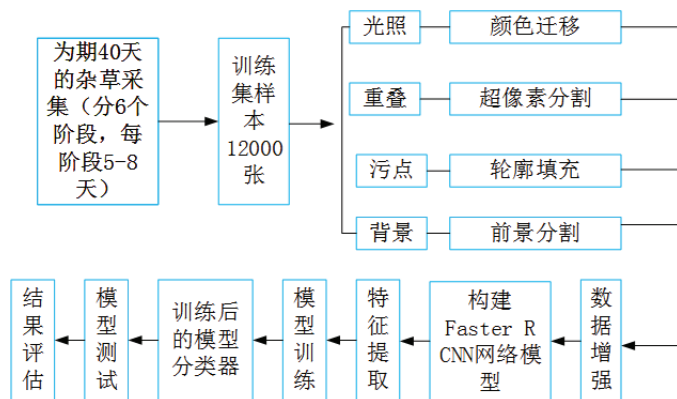 为期40天
的杂草采
集（分6个
阶段，每
阶段5-8
天）
训练
集样
本
12000
张
光照
颜色迁移
重叠
超像素分割
污点
轮廓填充
背景
前景分割
结
果
评
估
模
型
测
试
训练后
的模型
分类器
模
型
训
练
特
征
提
取
构建
Faster R
CNN网络模
型
数
据
增
强